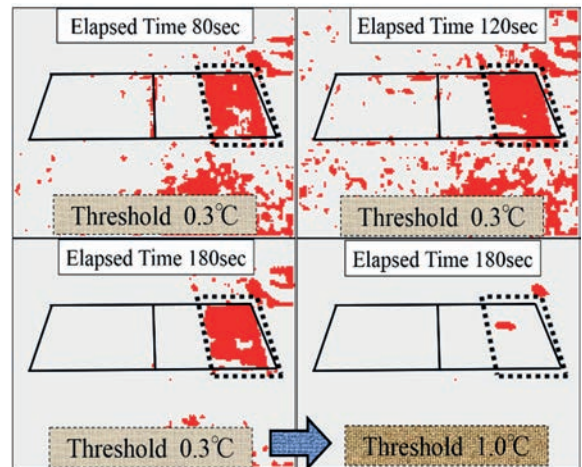 Elapsed Time 80sec
Elapsed Time 120sec
Threshold 0.3℃
Threshold 0.3℃
Elapsed Time 180sec
Elapsed Time 180sec
Threshold 0.3℃
Threshold 1.0℃